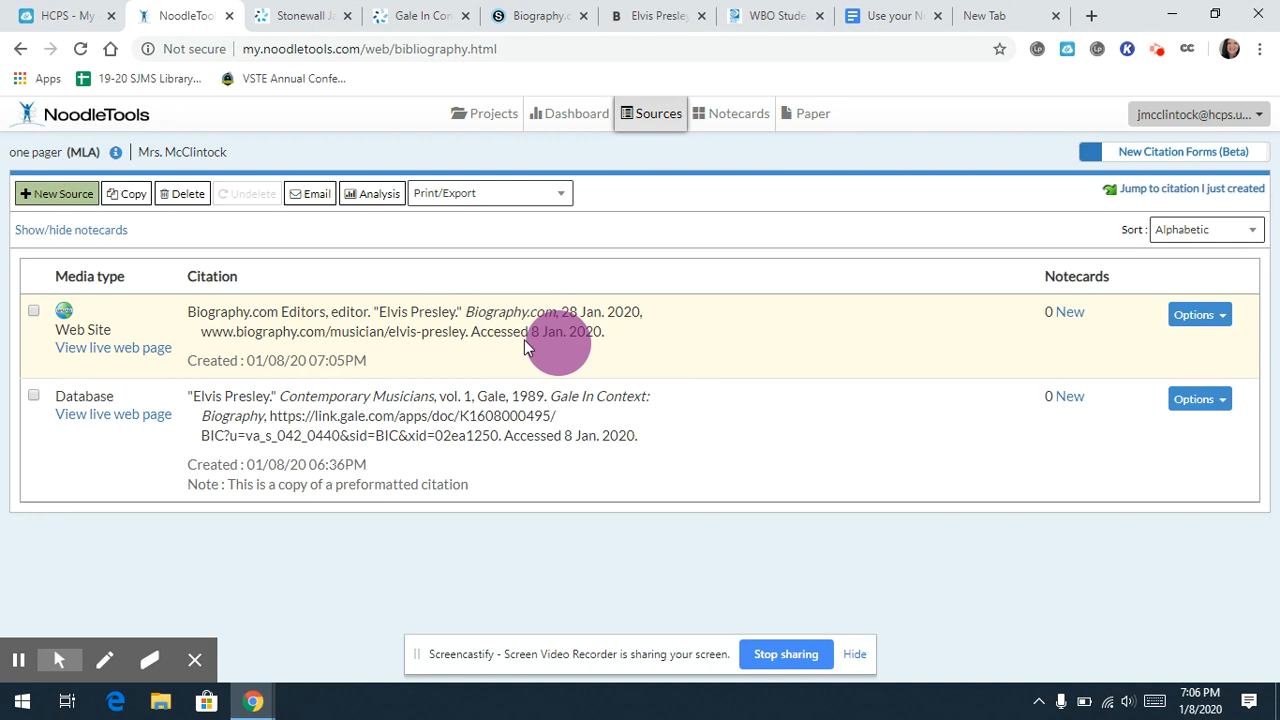 HCPS - My
NoodleToo
Stonewall Ja
Gale In Con
Biography.c
Elvis Presley
WBO Stude
Use your N
New Tab
Not secure
my.noodletools.com/web/bibliography.html
Apps
19-20 SJMS Library...
VSTE Annual Confe...
NoodleTools
Projects
Dashboard
Sources
Notecards
Paper
jmcclintock@hcps.u...
one pager (MLA)
Mrs. McClintock
New Citation Forms (Beta)
New Source
Copy
Delete
Undelete
Email
Analysis
Print/Export
Jump to citation I just created
Show/hide notecards
Sort :
Alphabetic
Media type
Citation
Notecards
Biography.com Editors, editor. "Elvis Presley." Biography.com, 28 Jan. 2020,
0 New
Options
Web Site
www.biography.com/musician/elvis-presley. Accessed 8 Jan. 2020.
View live web page
Created : 01/08/20 07:05PM
Database
"Elvis Presley." Contemporary Musicians, vol. 1, Gale, 1989. Gale In Context:
0 New
Options
View live web page
Biography, https://link.gale.com/apps/doc/K1608000495/
BIC?u=va_s_042_0440&sid=BIC&xid=02ea1250. Accessed 8 Jan. 2020.
Created : 01/08/20 06:36PM
Note : This is a copy of a preformatted citation
Screencastify - Screen Video Recorder is sharing your screen.
Stop sharing
Hide
7:06 PM
1/8/2020